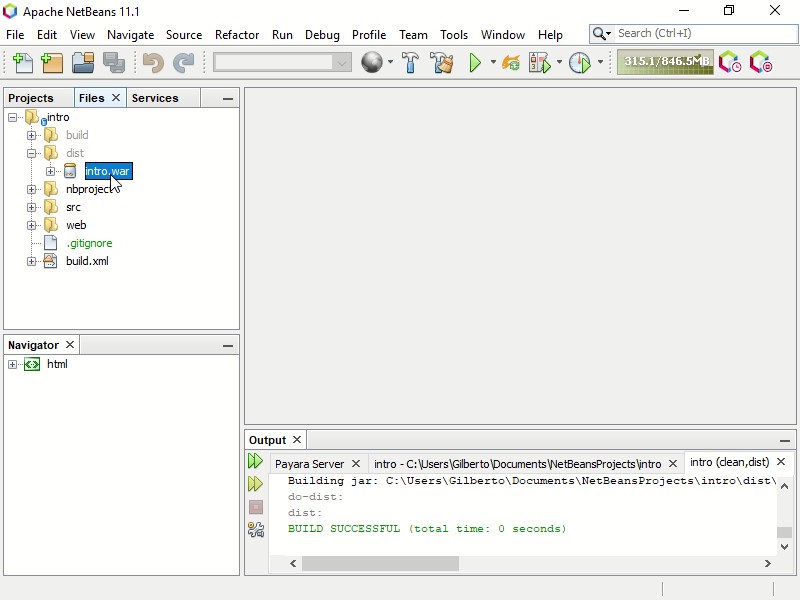 Apache NetBeans 11.1
File Edit View Navigate Source Refactor Run Debug Profile Team Tools Window Help
Search (Ctrl+I)
315.1/846.5MB
Projects Files Services
intro
build
dist
intro.war
nbproject
src
web
.gitignore
build.xml
Navigator
html
Output
Payara Server intro - C:\Users\Gilberto\Documents\NetBeansProjects\intro intro (clean,dist)
Building jar: C:\Users\Gilberto\Documents\NetBeansProjects\intro\dist\
do-dist:
dist:
BUILD SUCCESSFUL (total time: 0 seconds)